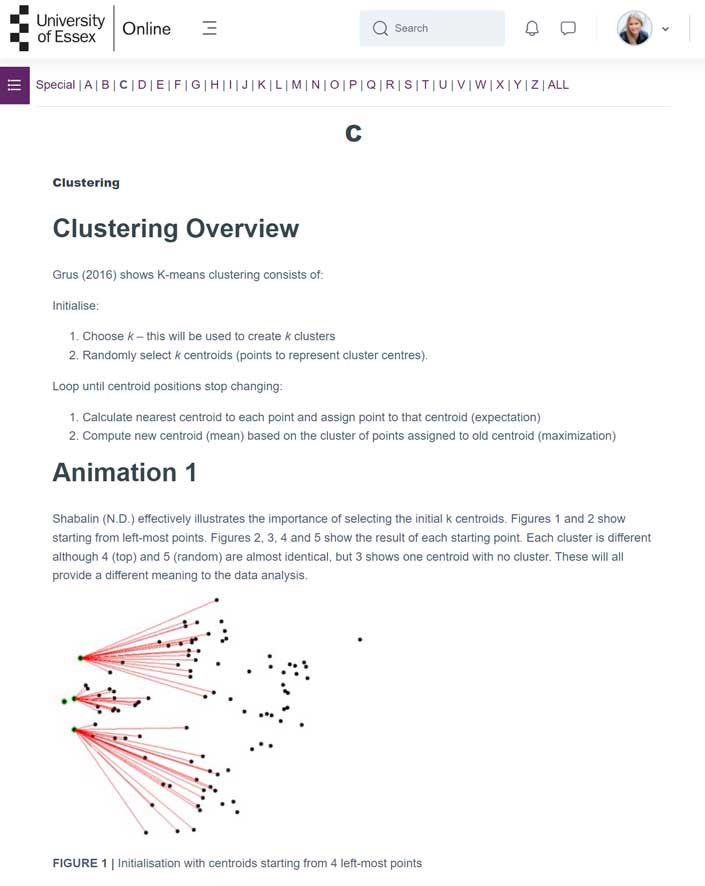 University
of Essex
Online
Search
Special | A | B | C | D | E | F | G | H | I | J | K | L | M | N | O | P | Q | R | S | T | U | V | W | X | Y | Z | ALL
C
Clustering
Clustering Overview
Grus (2016) shows K-means clustering consists of:
Initialise:
1. Choose k – this will be used to create k clusters
2. Randomly select k centroids (points to represent cluster centres).
Loop until centroid positions stop changing:
1. Calculate nearest centroid to each point and assign point to that centroid (expectation)
2. Compute new centroid (mean) based on the cluster of points assigned to old centroid (maximization)
Animation 1
Shabalin (N.D.) effectively illustrates the importance of selecting the initial k centroids. Figures 1 and 2 show
starting from left-most points. Figures 2, 3, 4 and 5 show the result of each starting point. Each cluster is different
although 4 (top) and 5 (random) are almost identical, but 3 shows one centroid with no cluster. These will all
provide a different meaning to the data analysis.
FIGURE 1 | Initialisation with centroids starting from 4 left-most points